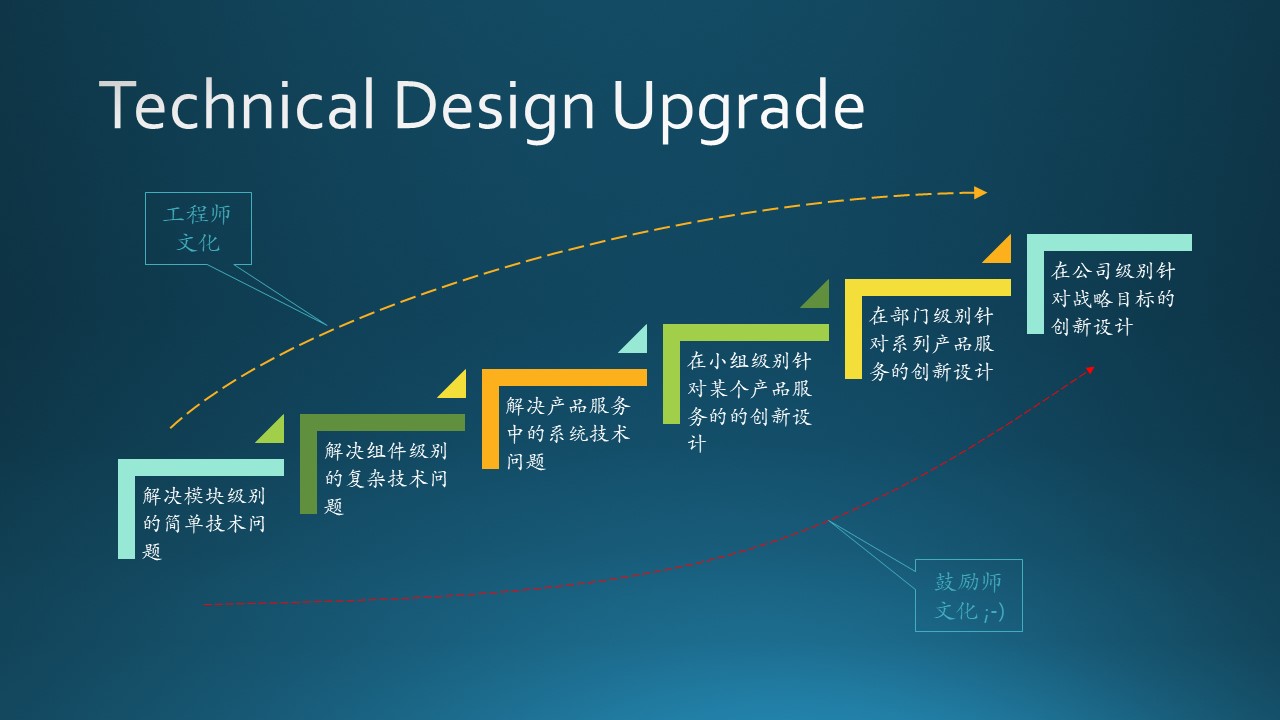 Technical Design Upgrade
工程师
文化
解决模块级别
的简单技术问
题
解决组件级别
的复杂技术问
题
解决产品服务
中的系统技术
问题
在小组级别针
对某个产品服
务的的创新设
计
在部门级别针
对系列产品服
务的创新设计
在公司级别针
对战略目标的
创新设计
鼓励师
文化 ;-)